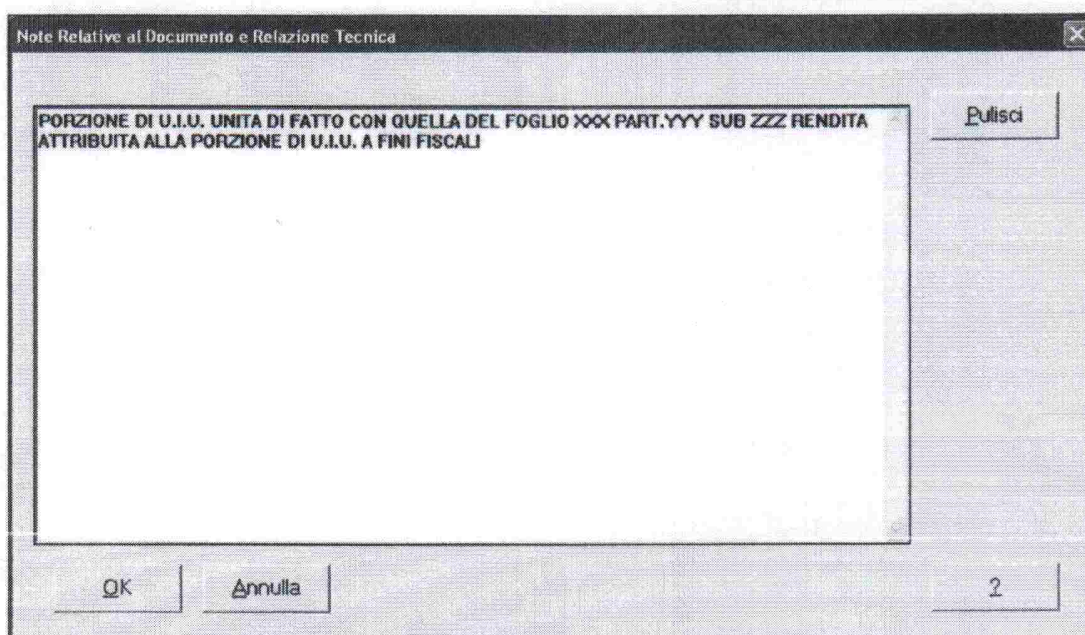 Note Relative al Documento e Relazione Tecnica
PORZIONE DI U.I.U. UNITA DI FATTO CON QUELLA DEL FOGLIO XXX PART.YYY SUB ZZZ RENDITA
ATTRIBUITA ALLA PORZIONE DI U.I.U. A FINI FISCALI
Pulisci
OK
Annulla
?